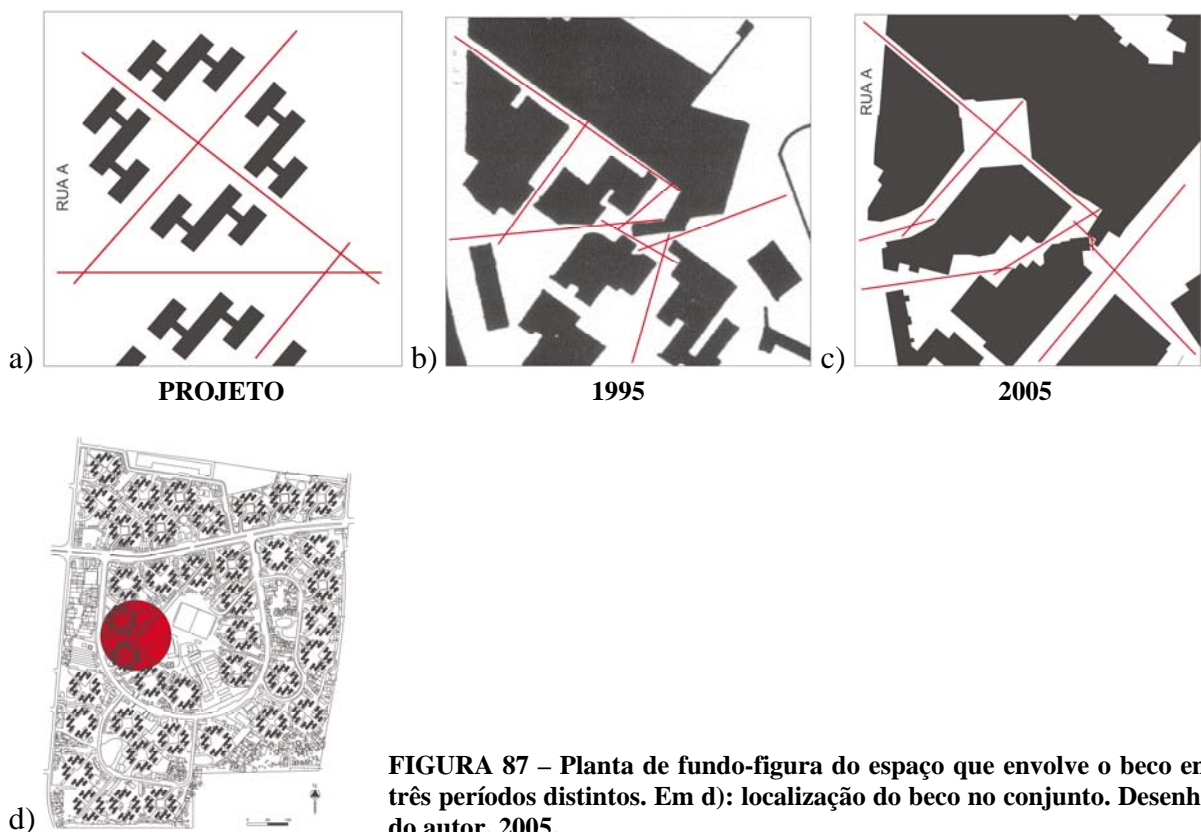 RUA A
RUA A
a)
b)
c)
PROJETO
1995
2005
d)
N
FIGURA 87 – Planta de fundo-figura do espaço que envolve o beco em
três períodos distintos. Em d): localização do beco no conjunto. Desenh
do autor, 2005